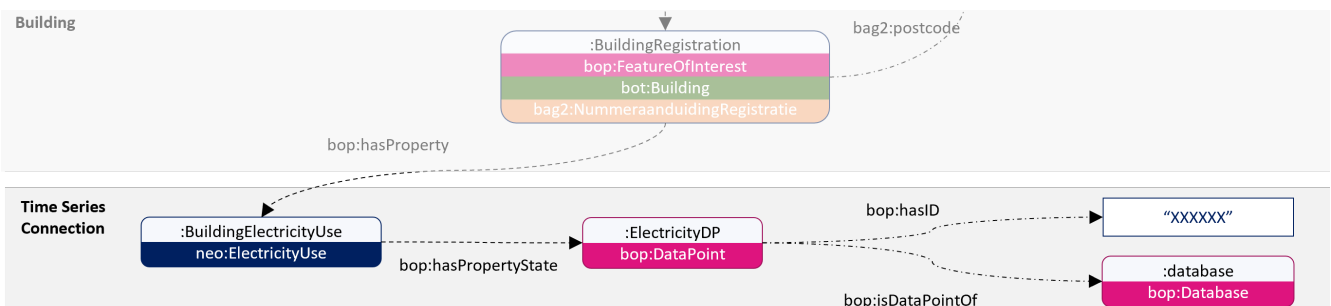 Building
bag2:postcode
:BuildingRegistration
bop:FeatureOfInterest
bot:Building
bag2:NummeraanduidingRegistratie
bop:hasProperty
Time Series
Connection
:BuildingElectricityUse
neo:ElectricityUse
bop:hasPropertyState
:ElectricityDP
bop:DataPoint
bop:hasID
“XXXXXX”
:database
bop:Database
bop:isDataPointOf